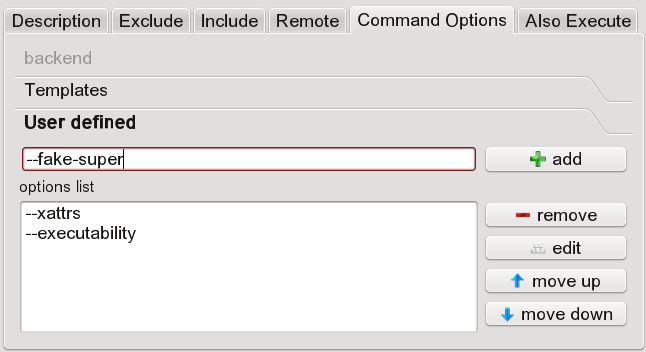 Description Exclude Include Remote Command Options Also Execute
backend
Templates
User defined
--fake-super add
options list
--xattrs remove
--executability edit
move up
move down